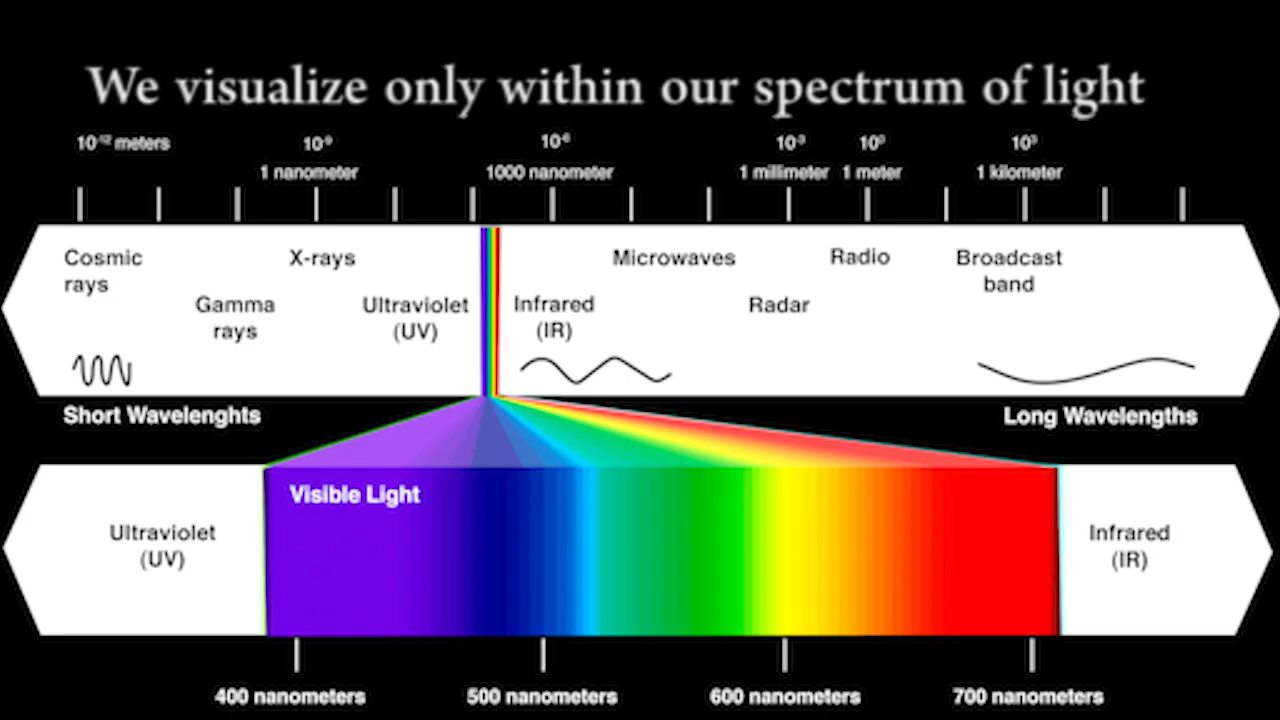 We visualize only within our spectrum of light
10⁻¹² meters 10⁻⁹ 10⁻⁶ 10⁻³ 10⁰ 10³
1 nanometer 1000 nanometer 1 millimeter 1 meter 1 kilometer
Cosmic rays
X-rays
Microwaves
Radio
Broadcast
band
Gamma
rays
Ultraviolet
(UV)
Infrared
(IR)
Radar
Short Wavelenghts
Long Wavelengths
Visible Light
Ultraviolet
(UV)
Infrared
(IR)
400 nanometers 500 nanometers 600 nanometers 700 nanometers